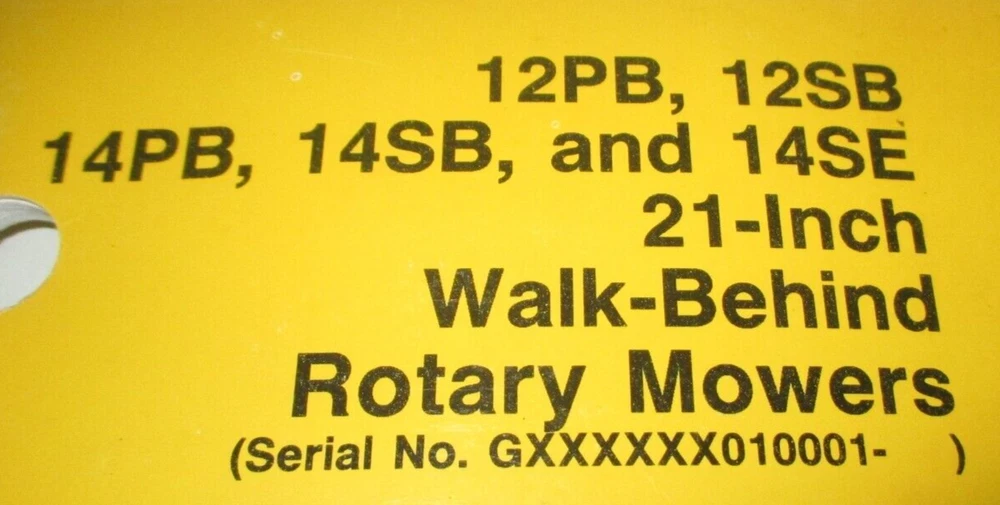 12PB, 12SB
14PB, 14SB, and 14SE
21-Inch
Walk-Behind
Rotary Mowers
(Serial No. GXXXXXX010001- )